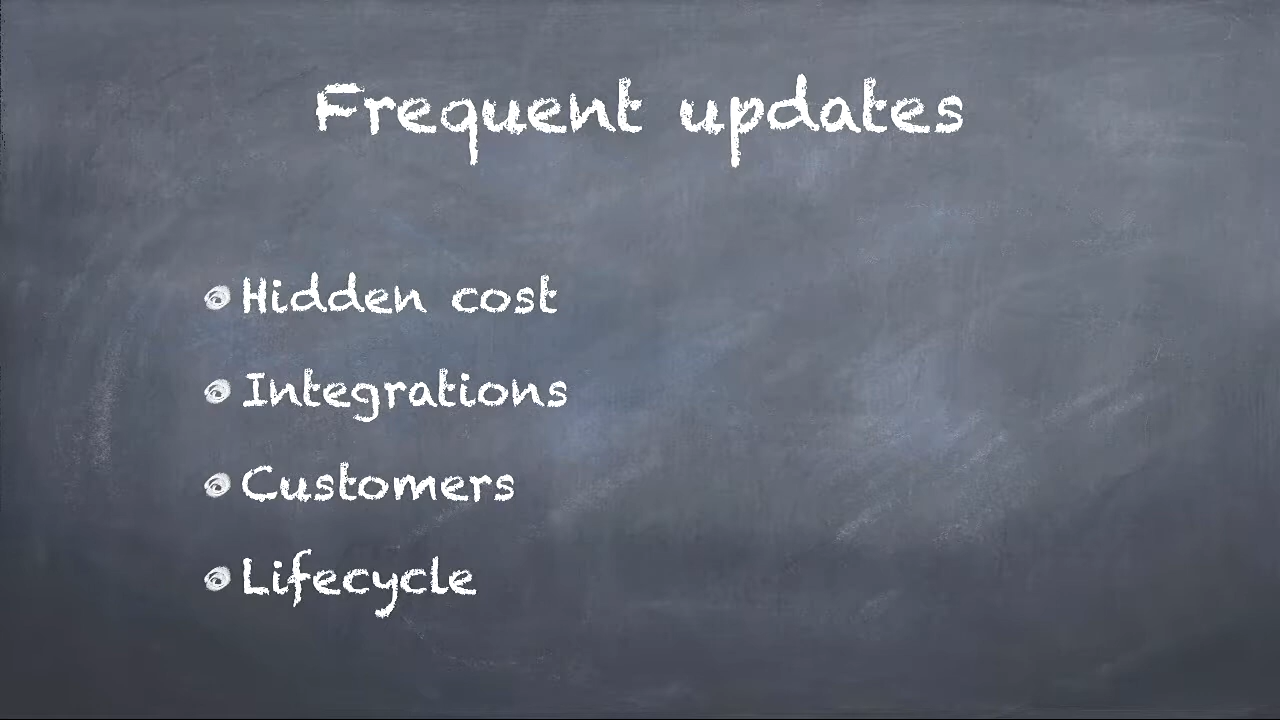 Frequent updates
Hidden cost
Integrations
Customers
Lifecycle